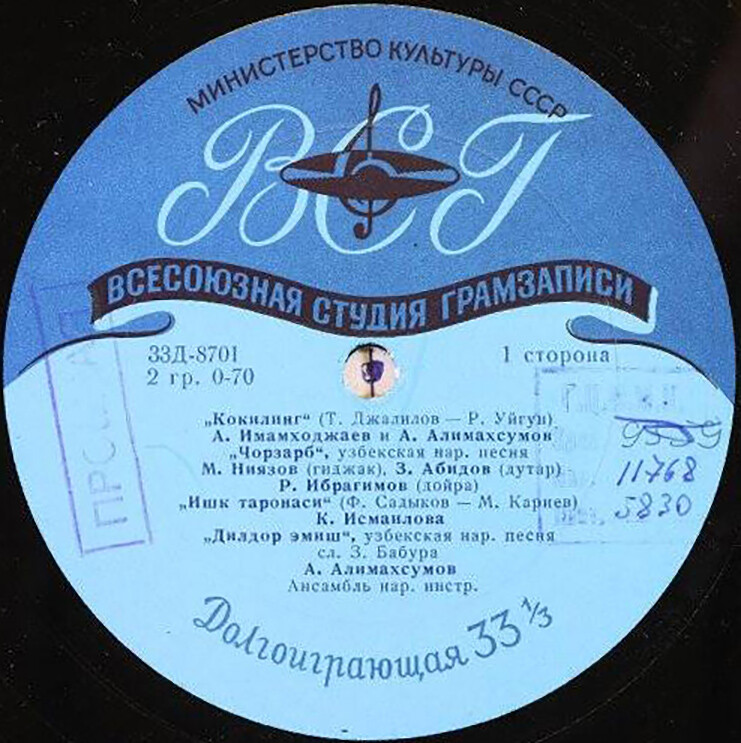 МИНИСТЕРСТВО КУЛЬТУРЫ СССР
ВСГ
ВСЕСОЮЗНАЯ СТУДИЯ ГРАМЗАПИСИ
33Д-8701
2 гр. 0-70
1 сторона
„Кокилинг“ (Т. Джалилов — Р. Уйгун)
А. Имамходжаев и А. Алимахсумов
„Чорзарб“, узбекская нар. песня
М. Ниязов (гиджак), З. Абидов (дутар),
Р. Ибрагимов (дойра)
„Ишк таронаси“ (Ф. Садыков — М. Кариев)
К. Исмаилова
„Дилдор эмиш“, узбекская нар. песня
сл. З. Бабура
А. Алимахсумов
Ансамбль нар. инстр.
Долгоиграющая 33 1/3
9559
11768
5830